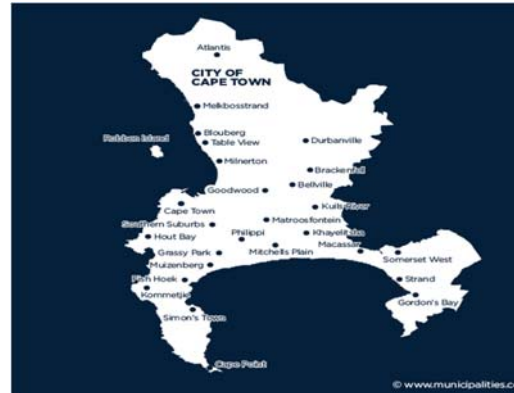 Atlantis
CITY OF
CAPE TOWN
Melkbosstrand
Blouberg
Robben Island
Table View
Durbanville
Milnerton
Brackenfell
Bellville
Goodwood
Kuils River
Cape Town
Matroosfontein
Southern Suburbs
Hout Bay
Philippi
Khayelitsha
Mitchells Plain
Macassar
Grassy Park
Somerset West
Muizenberg
Fish Hoek
Strand
Kommetjie
Gordon's Bay
Simon's Town
Cape Point
© www.municipalities.co